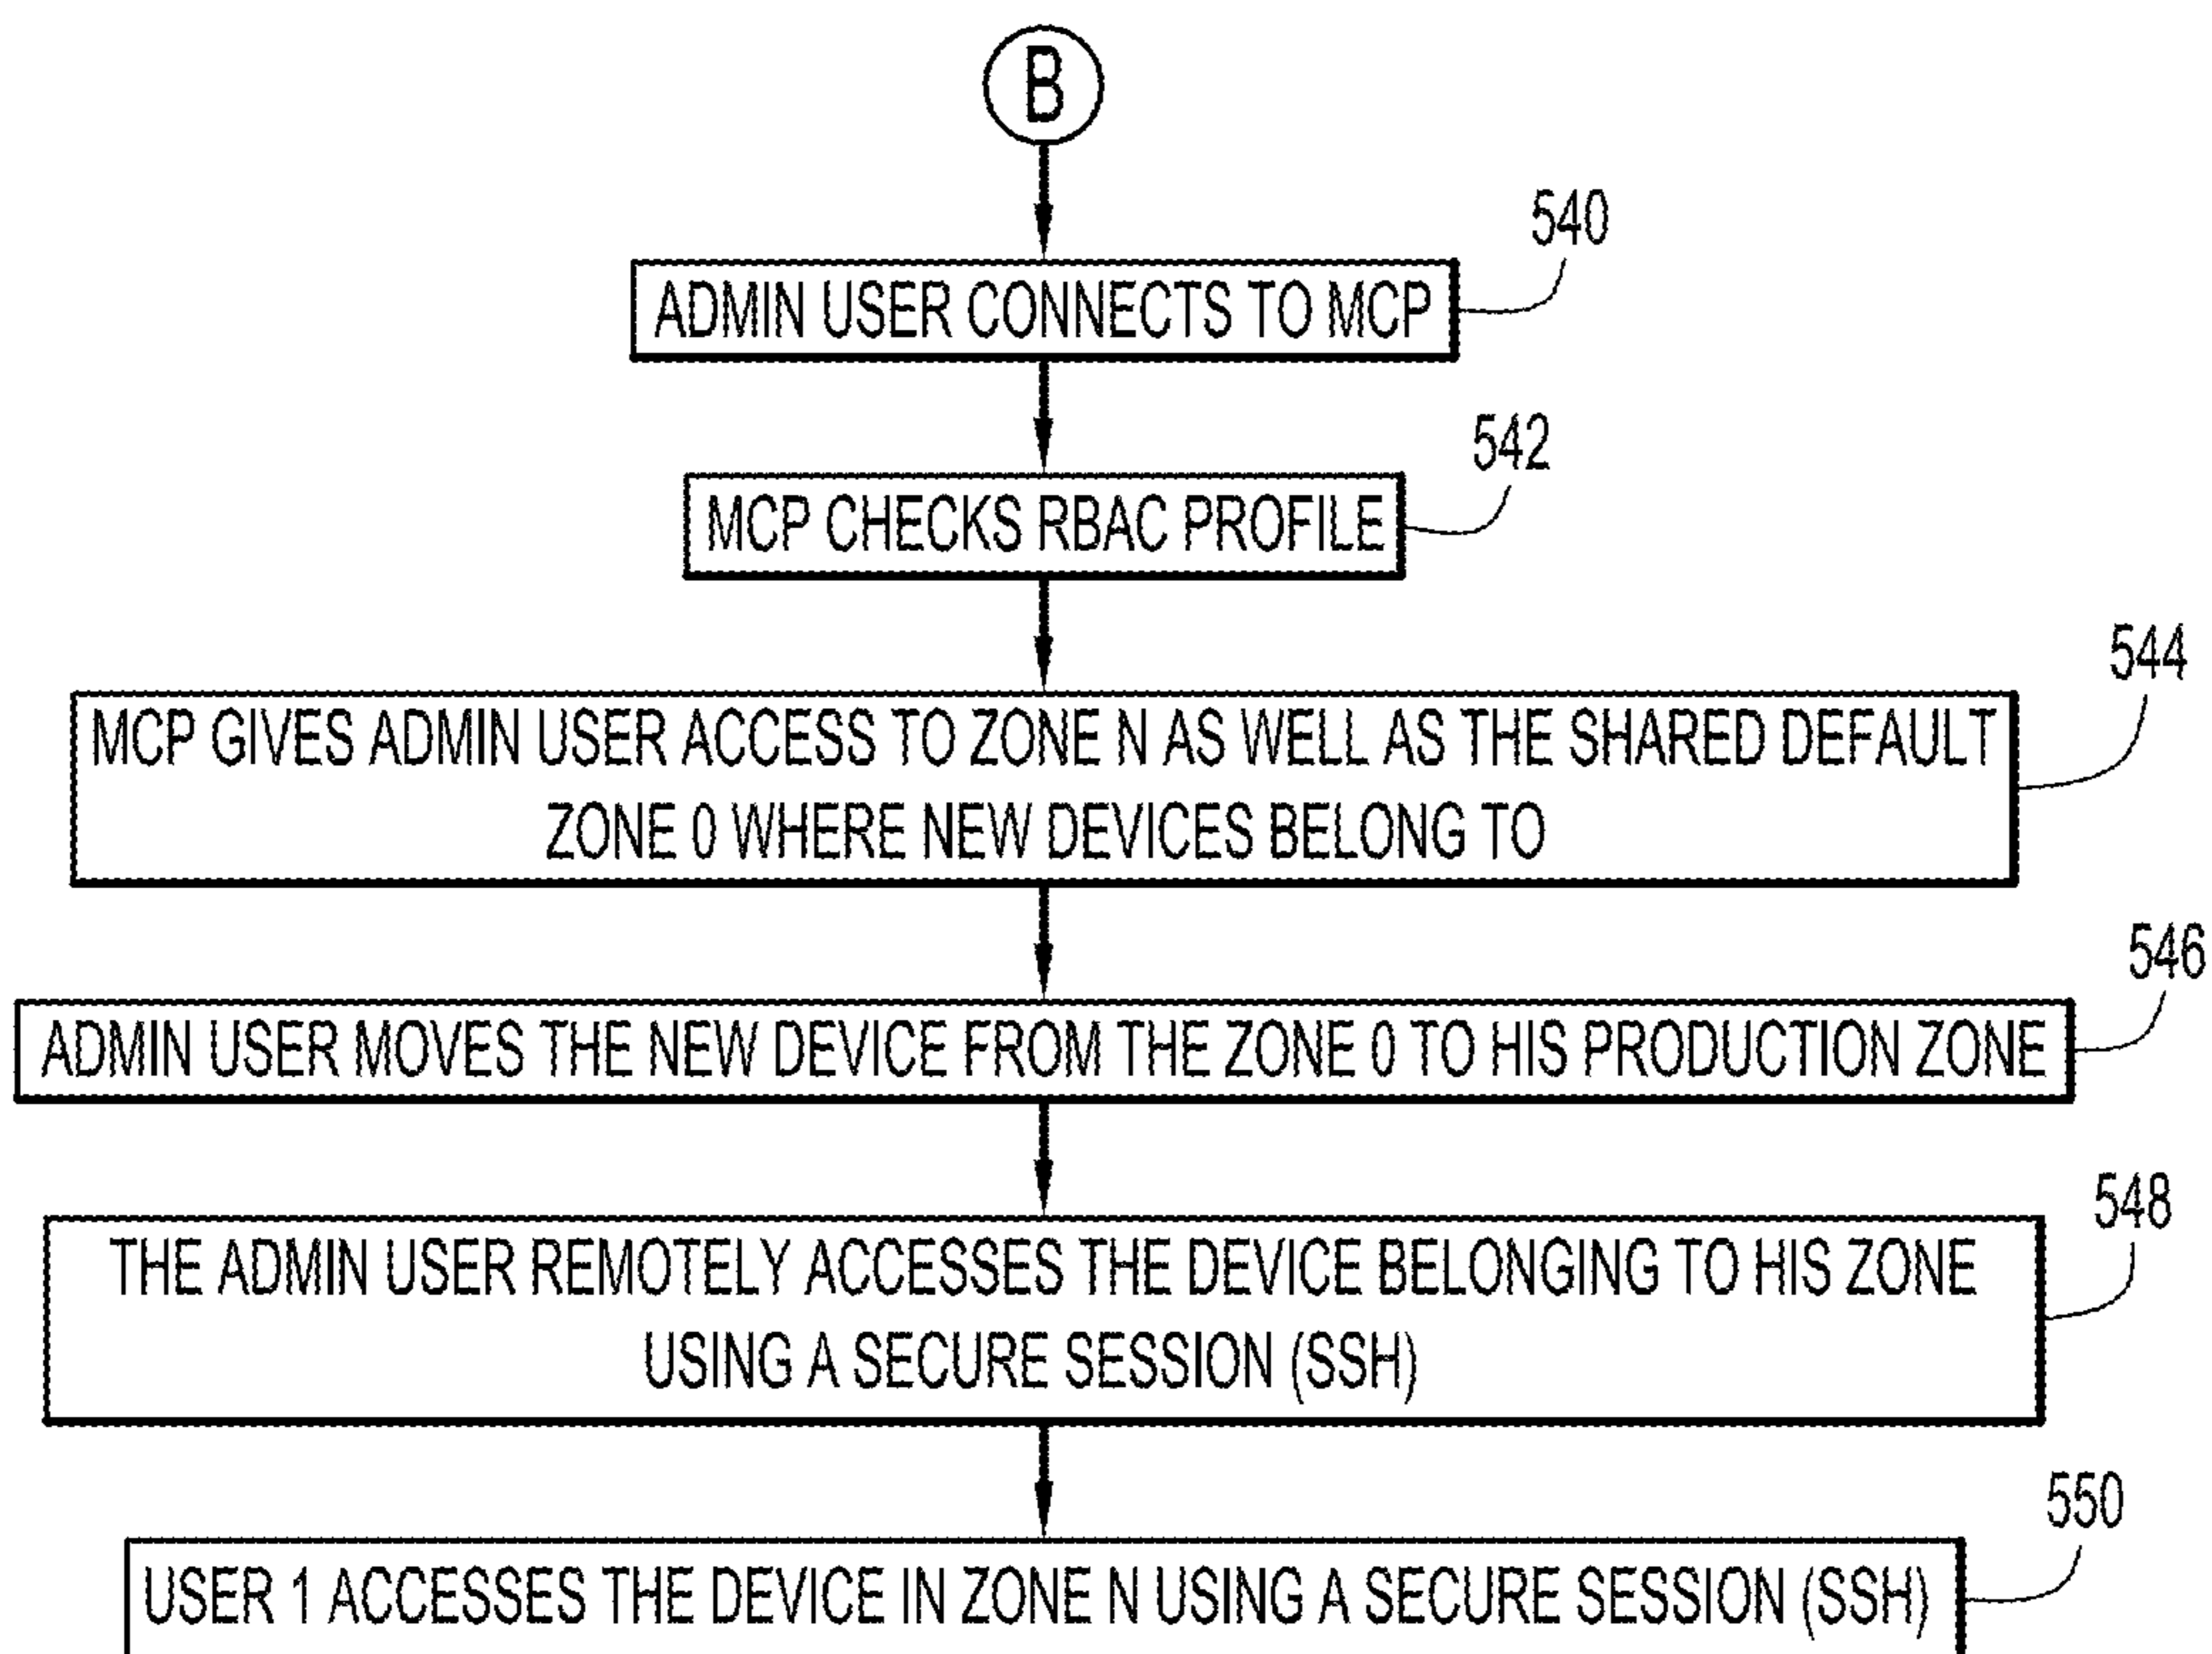 B
540
ADMIN USER CONNECTS TO MCP
542
MCP CHECKS RBAC PROFILE
544
MCP GIVES ADMIN USER ACCESS TO ZONE N AS WELL AS THE SHARED DEFAULT
ZONE 0 WHERE NEW DEVICES BELONG TO
546
ADMIN USER MOVES THE NEW DEVICE FROM THE ZONE 0 TO HIS PRODUCTION ZONE
548
THE ADMIN USER REMOTELY ACCESSES THE DEVICE BELONGING TO HIS ZONE
USING A SECURE SESSION (SSH)
550
USER 1 ACCESSES THE DEVICE IN ZONE N USING A SECURE SESSION (SSH)